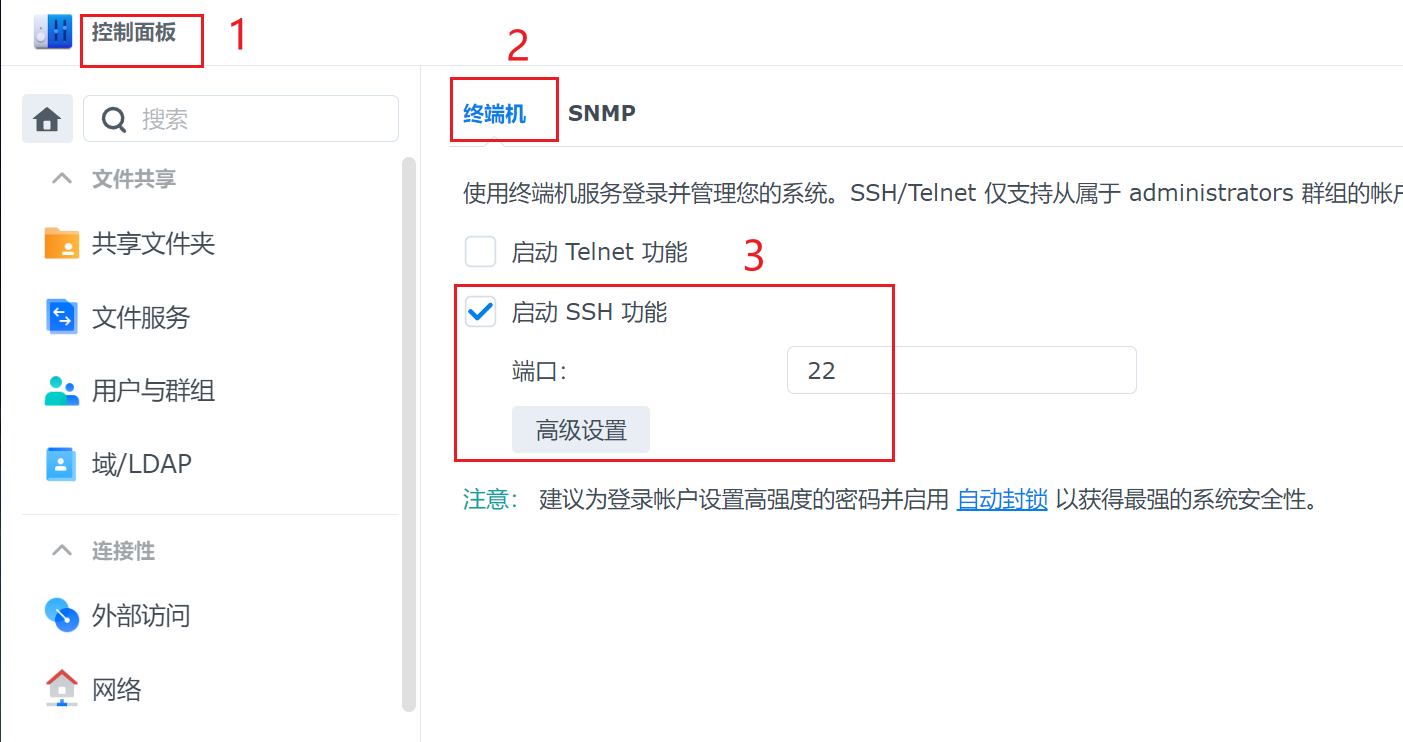 控制面板
1
2
搜索
终端机
SNMP
文件共享
使用终端机服务登录并管理您的系统。SSH/Telnet 仅支持从属于 administrators 群组的帐户
共享文件夹
启动 Telnet 功能
3
启动 SSH 功能
文件服务
端口:
22
用户与群组
高级设置
域/LDAP
注意: 建议为登录帐户设置高强度的密码并启用 自动封锁 以获得最强的系统安全性。
连接性
外部访问
网络